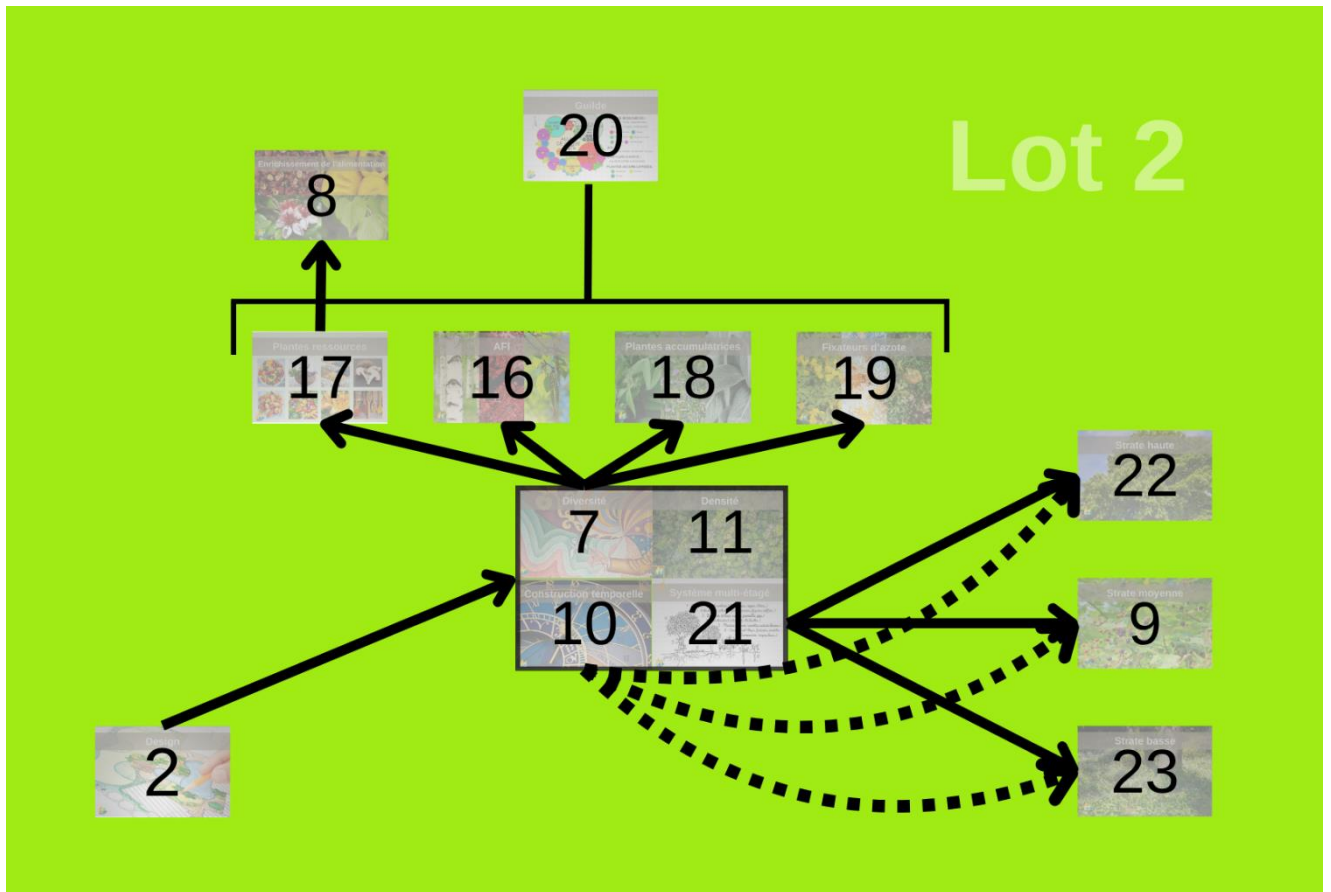 Lot 2
Guilde
20
Enrichissement de l'alimentation
8
Plantes ressources
17
AFI
16
Plantes accumulatrices
18
Fixateurs d'azote
19
Diversité
7
Densité
11
Construction temporelle
10
Système multi-étagé
21
Strate haute
22
Strate moyenne
9
Strate basse
23
Design
2